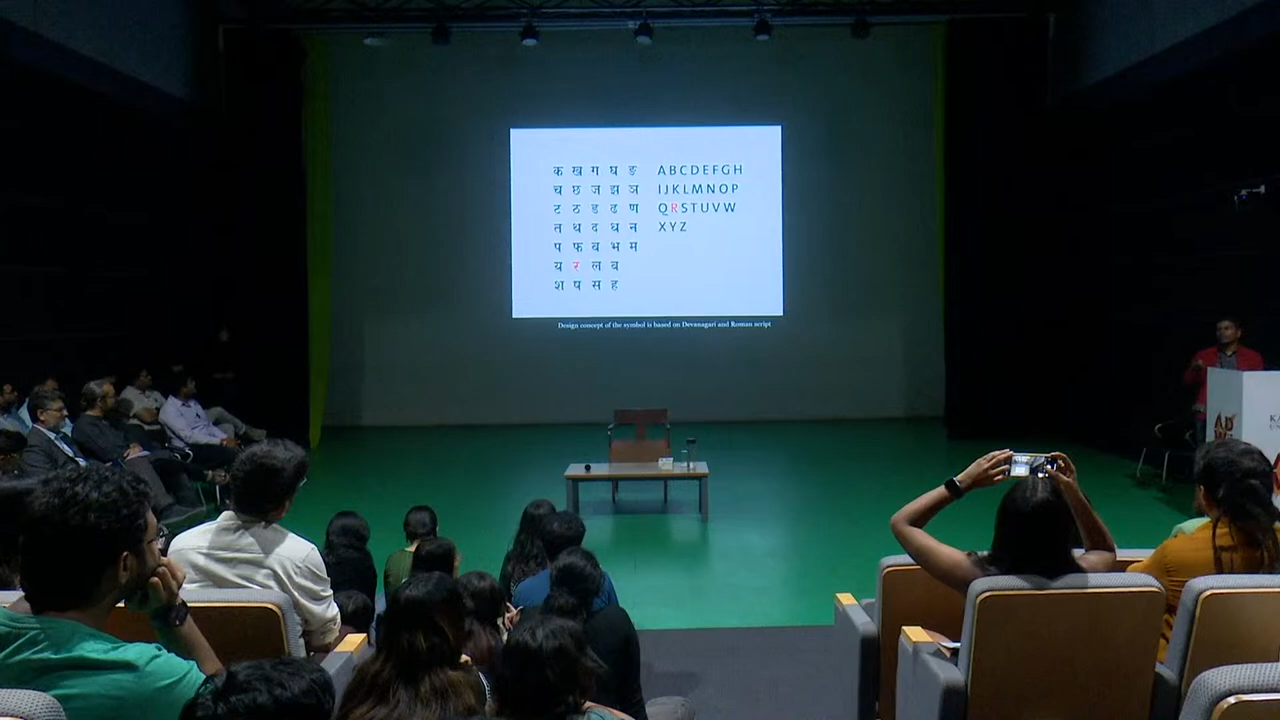 क ख ग घ ङ
च छ ज झ ञ
ट ठ ड ढ ण
त थ द ध न
प फ ब भ म
य र ल व
श ष स ह
ABCDEFGH
IJKLMNOP
QRSTUVW
XYZ
Design concept of the symbol is based on Devanagari and Roman script